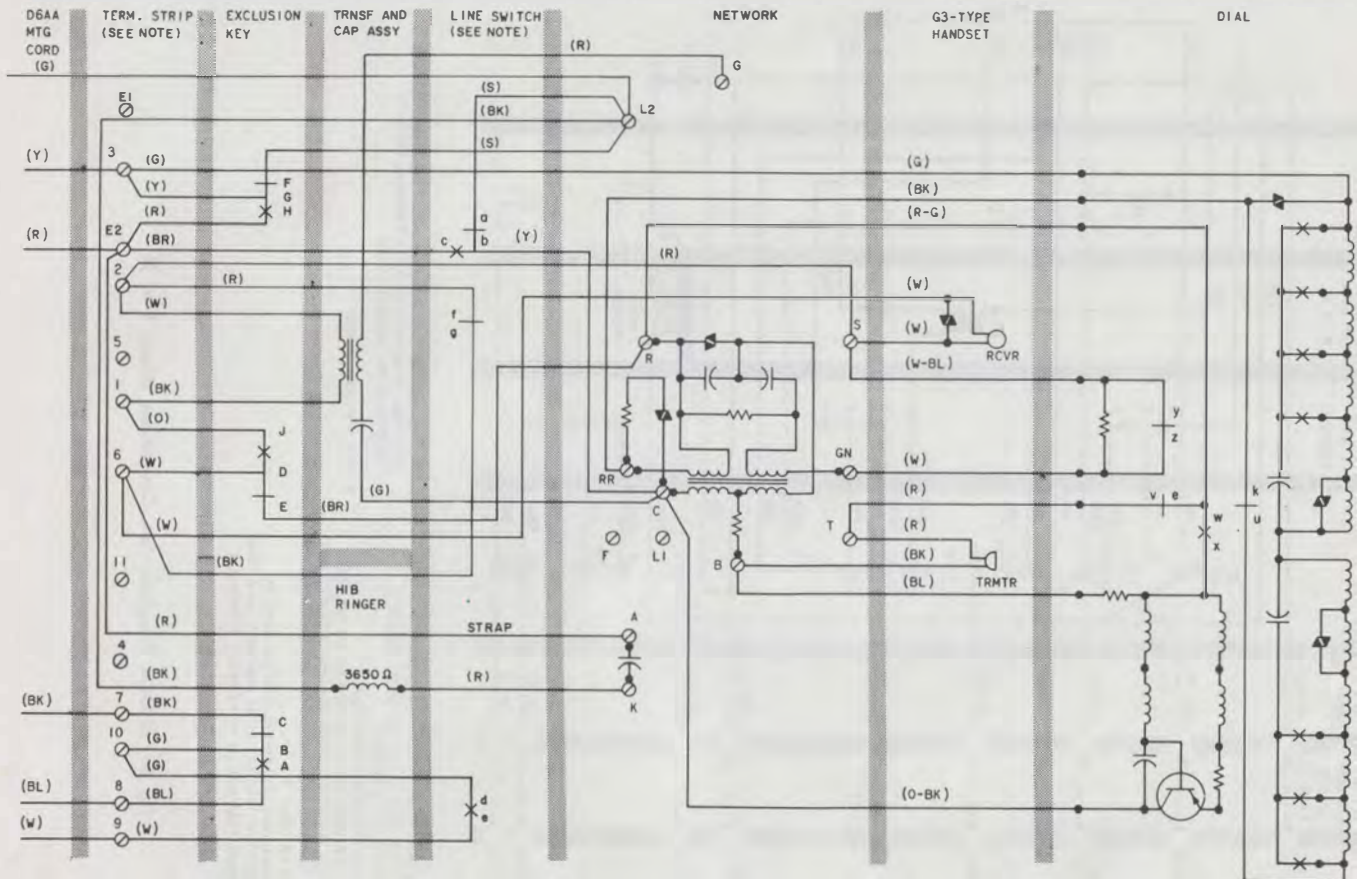 D6AA MTG CORD
TERM. STRIP (SEE NOTE)
EXCLUSION KEY
TRNSF AND CAP ASSY
LINE SWITCH (SEE NOTE)
NETWORK
G3-TYPE HANDSET
DIAL
(G)
(R)
G
E1
(S)
(BK)
L2
(S)
(Y)
3
(G)
(Y)
F
G
H
(G)
(BK)
(R-G)
(R)
(R)
E2
(BR)
a
b
c
(Y)
2
(R)
(R)
(W)
(W)
f
g
5
R
S
(W)
(W-BL)
RCVR
1
(BK)
(O)
J
y
z
6
(W)
D
E
(BR)
(G)
RR
C
GN
(W)
(R)
v
e
k
u
w
x
(W)
F
L1
T
(R)
B
(BK)
TRMTR
(BL)
11
(BK)
HIB RINGER
(R)
STRAP
A
4
(BK)
3650 Ω
(R)
K
(BK)
7
(BK)
C
10
(G)
B
(G)
A
(BL)
8
(BL)
d
e
(O-BK)
(W)
9
(W)